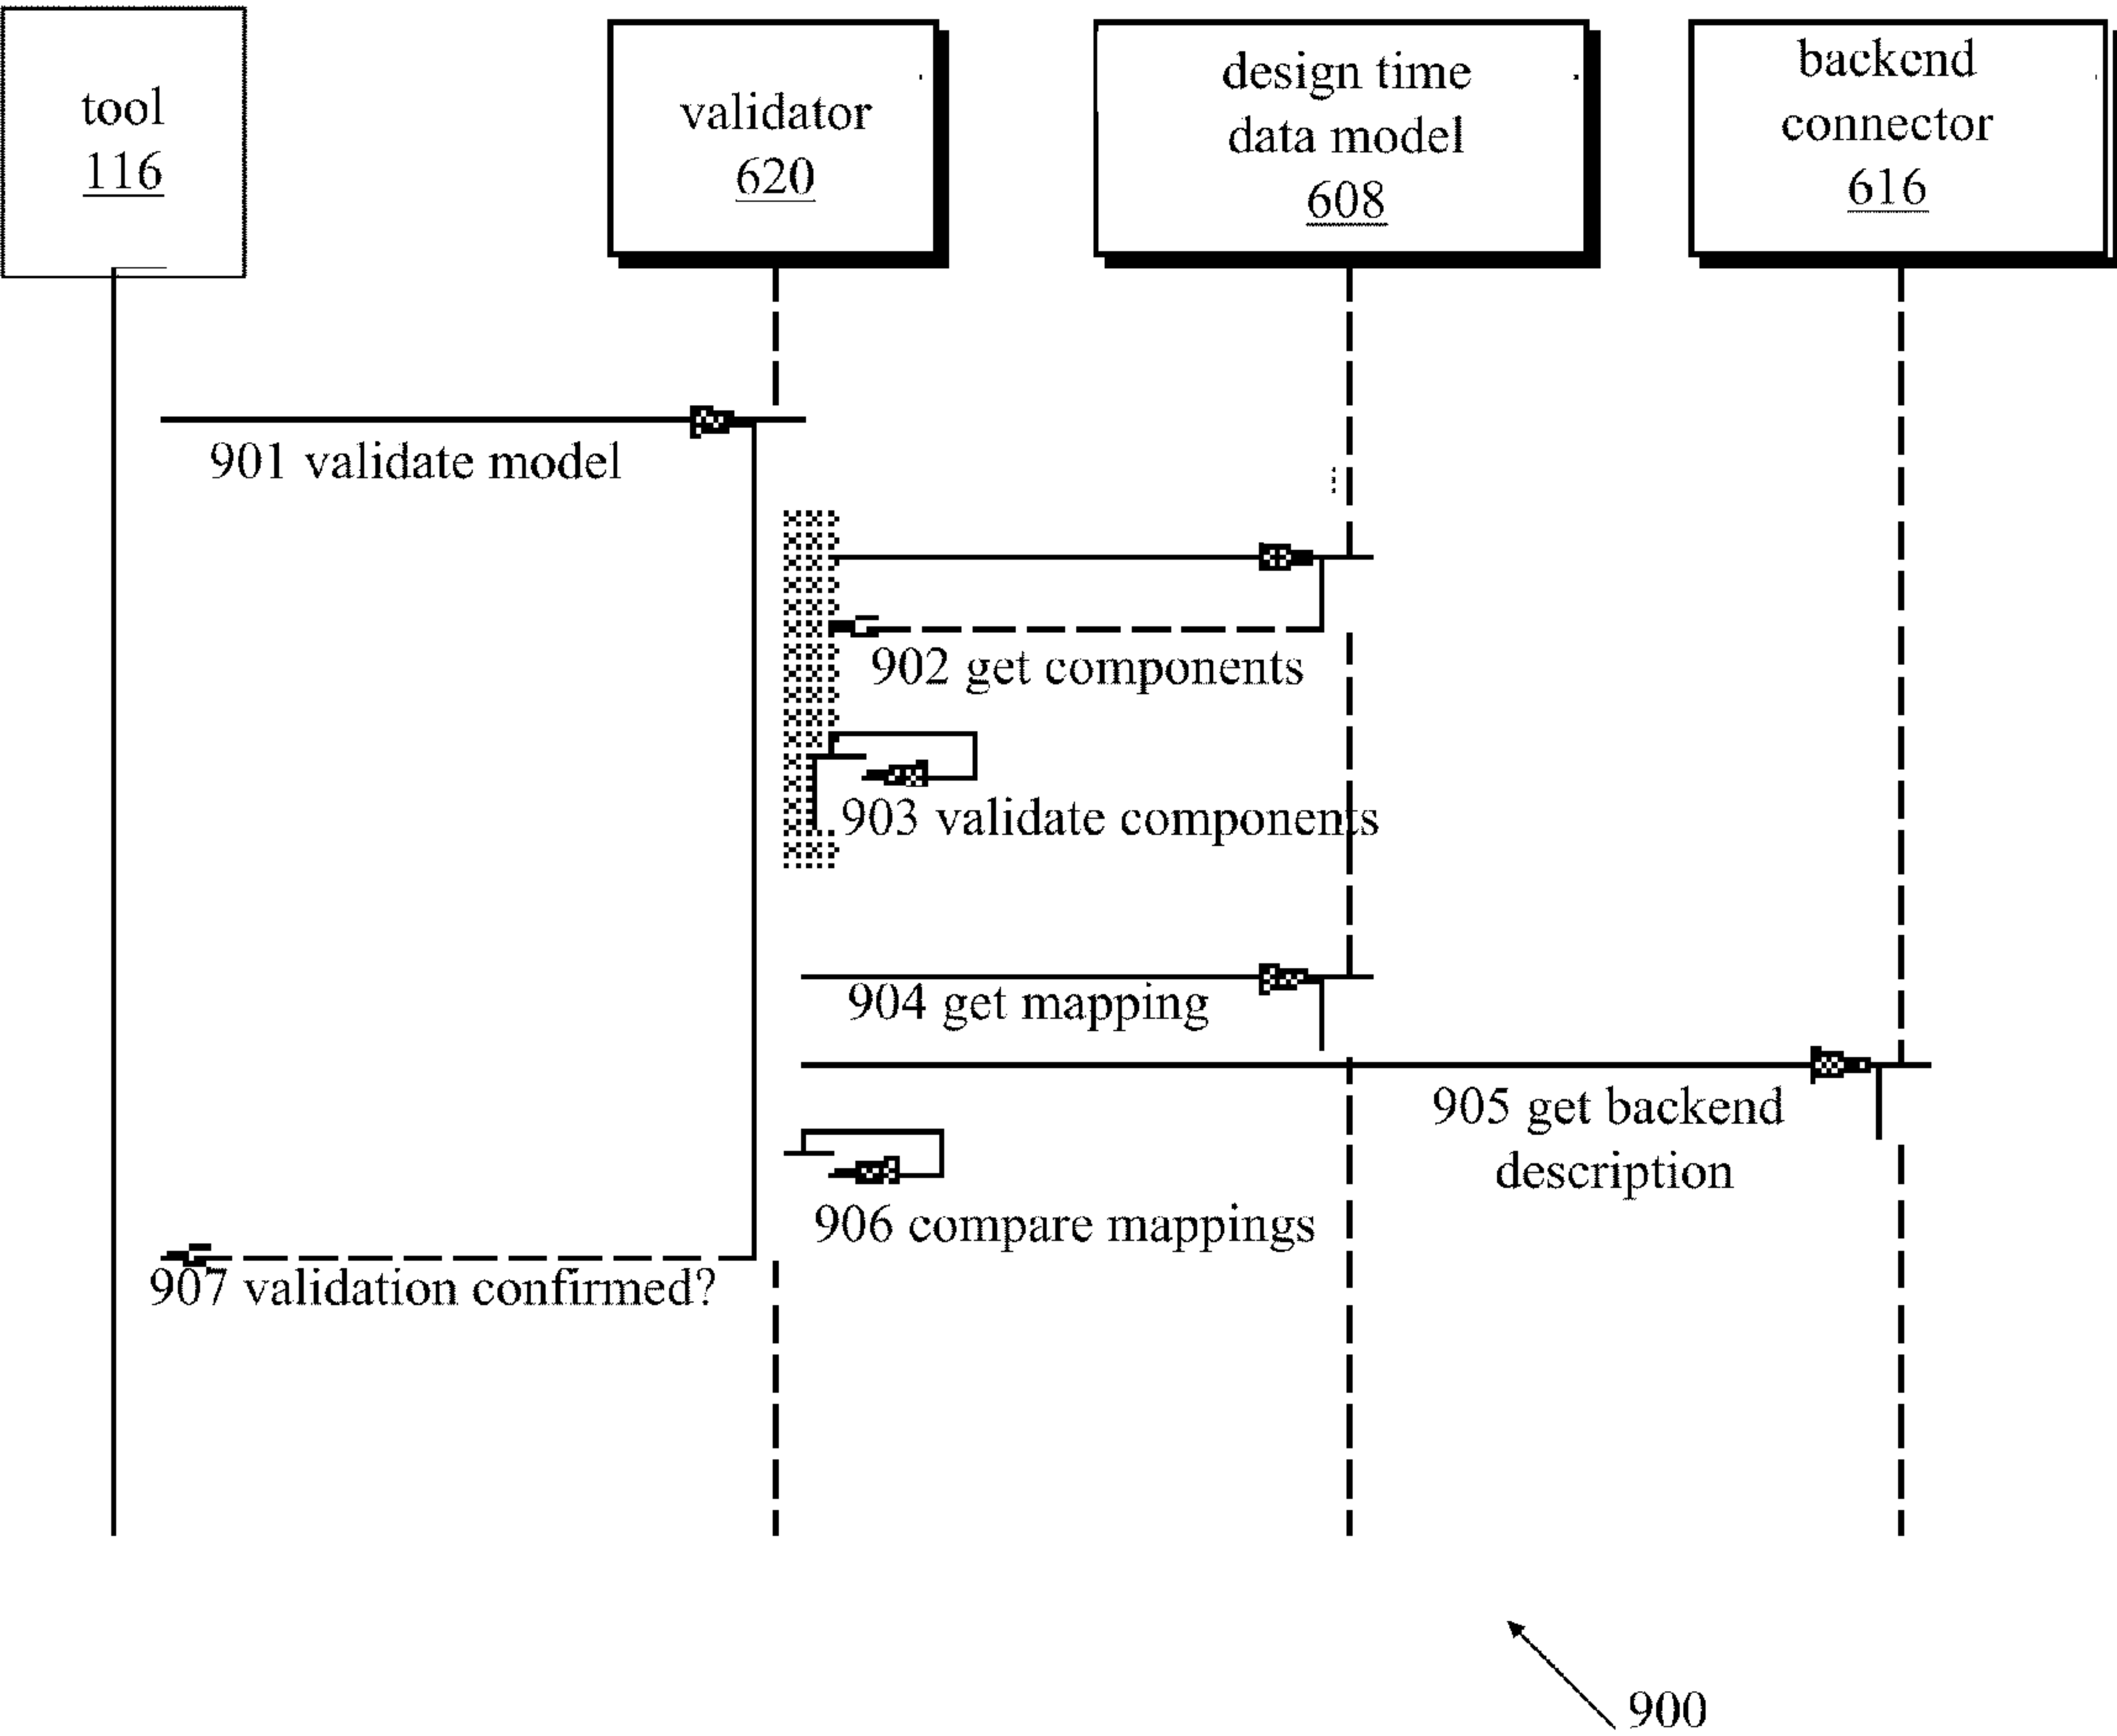 tool
116
validator
620
design time
data model
608
backend
connector
616
901 validate model
902 get components
903 validate components
904 get mapping
905 get backend
description
906 compare mappings
907 validation confirmed?
900